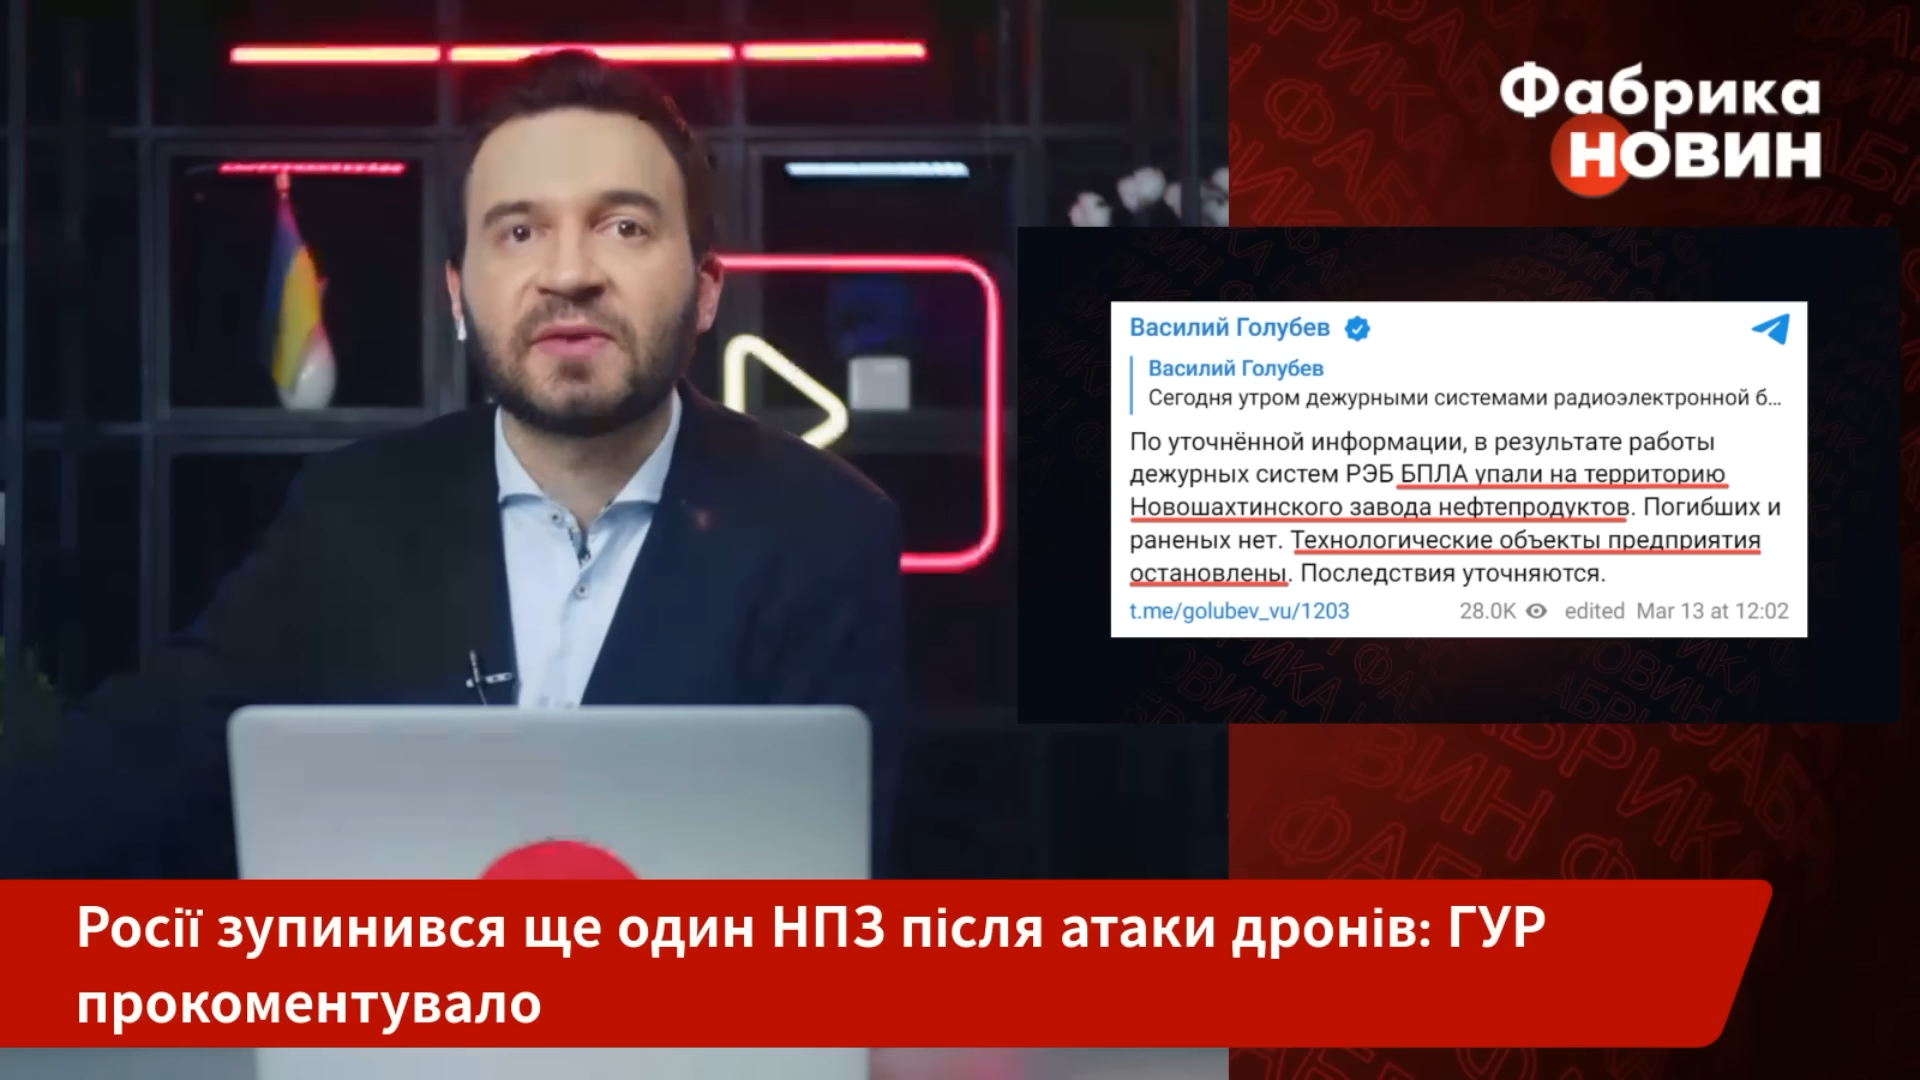 Фабрика
НОВИН
Василий Голубев
Василий Голубев
Сегодня утром дежурными системами радиоэлектронной б...
По уточнённой информации, в результате работы
дежурных систем РЭБ БПЛА упали на территорию
Новошахтинского завода нефтепродуктов. Погибших и
раненых нет. Технологические объекты предприятия
остановлены. Последствия уточняются.
t.me/golubev_vu/1203 28.0K edited Mar 13 at 12:02
Росії зупинився ще один НПЗ після атаки дронів: ГУР
прокоментувало